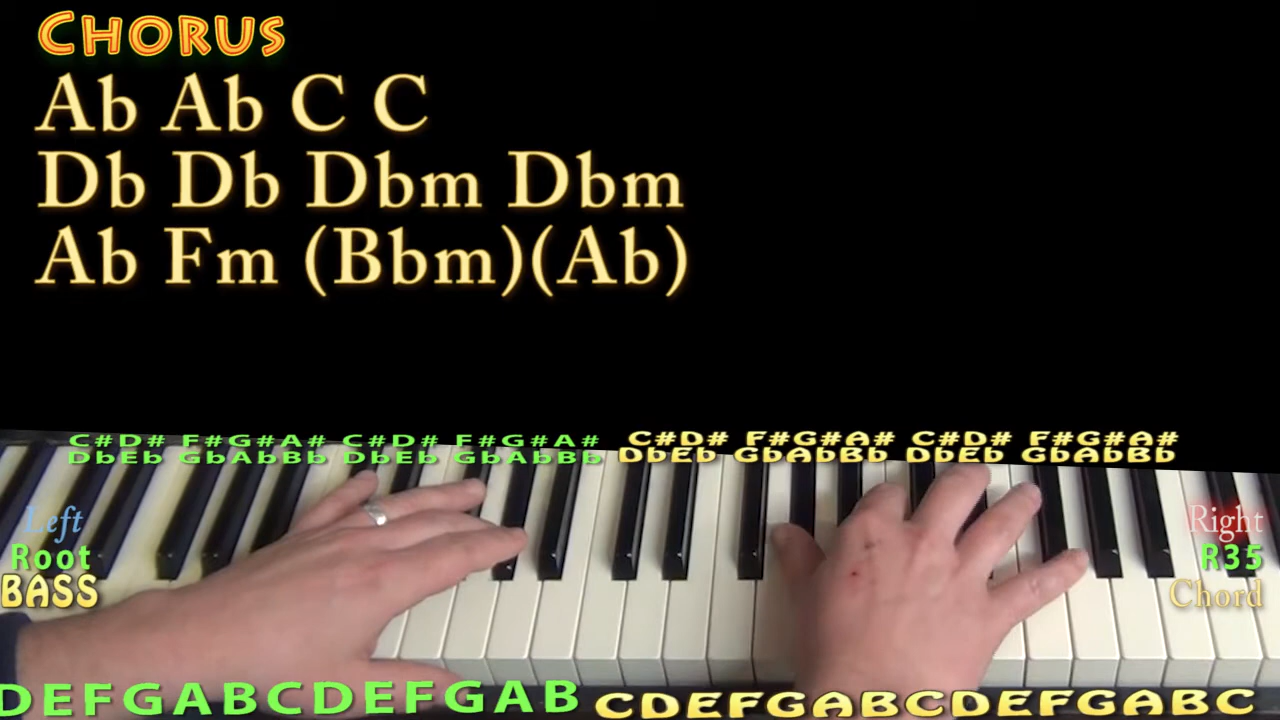 CHORUS
Ab Ab C C
Db Db Dbm Dbm
Ab Fm (Bbm)(Ab)
C#D# F#G#A# C#D# F#G#A# C#D# F#G#A# C#D# F#G#A#
DbEb GbAbBb DbEb GbAbBb DbEb GbAbBb DbEb GbAbBb
Left
Root
BASS
Right
R35
Chord
DEFGABCDEFGAB CDEFGABCDEFGABC